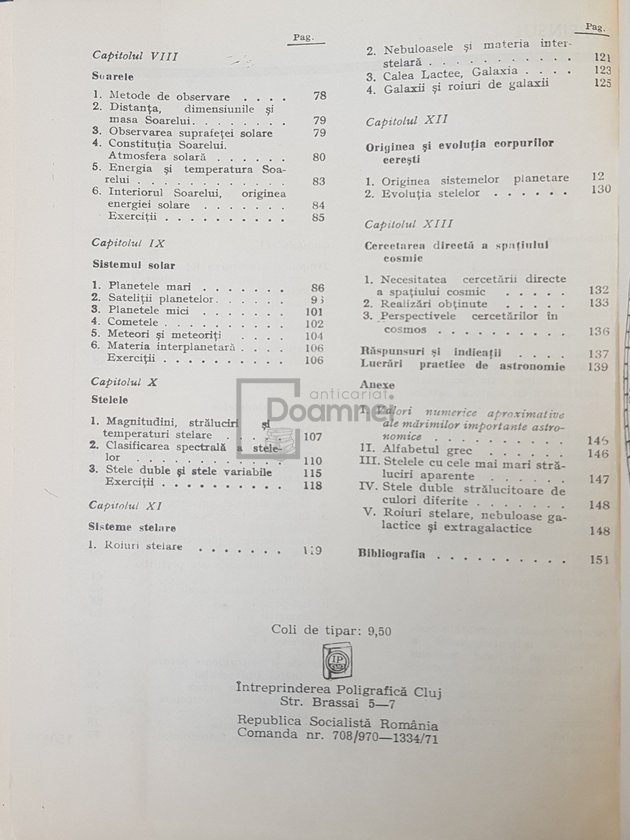 Pag.
Capitolul VIII
Soarele
1. Metode de observare . . . . 78
2. Distanța, dimensiunile și
masa Soarelui . . . . . . . 79
3. Observarea suprafeței solare 79
4. Constituția Soarelui.
Atmosfera solară . . . . . . 80
5. Energia și temperatura Soa-
relui . . . . . . . . . . . 83
6. Interiorul Soarelui, originea
energiei solare . . . . . . . 84
Exerciții . . . . . . . . . 85
Capitolul IX
Sistemul solar
1. Planetele mari . . . . . . . 86
2. Sateliții planetelor . . . . . .
3. Planetele mici . . . . . . . 101
4. Cometele . . . . . . . . . 102
5. Meteori și meteoriți . . . . 104
6. Materia interplanetară . . . . 106
Exerciții . . . . . . . . . 106
Capitolul X
Stelele
1. Magnitudini, străluciri și
temperaturi stelare . . . . . 107
2. Clasificarea spectrală a stele-
lor . . . . . . . . . . . 110
3. Stele duble și stele variabile 115
Exerciții . . . . . . . . . 118
Capitolul XI
Sisteme stelare
1. Roiuri stelare . . . . . . . 119
Pag.
2. Nebuloasele și materia inter-
stelară . . . . . . . . . . 121
3. Calea Lactee, Galaxia . . . . 123
4. Galaxii și roiuri de galaxii 125
Capitolul XII
Originea și evoluția corpurilor
cerești
1. Originea sistemelor planetare 12
2. Evoluția stelelor . . . . . . 130
Capitolul XIII
Cercetarea directă a spațiului
cosmic
1. Necesitatea cercetării directe
a spațiului cosmic . . . . . 132
2. Realizări obținute . . . . 133
3. Perspectivele cercetărilor în
cosmos . . . . . . . . . . 136
Răspunsuri și indicații . . . . 137
Lucrări practice de astronomie 139
Anexe
I. Valori numerice aproximative
ale mărimilor importante astro-
nomice . . . . . . . . . . 145
II. Alfabetul grec . . . . . . 146
III. Stelele cu cele mai mari stră-
luciri aparente . . . . . . 147
IV. Stele duble strălucitoare de
culori diferite . . . . . . . 148
V. Roiuri stelare, nebuloase ga-
lactice și extragalactice 148
Bibliografia . . . . . . . . . . 151
anticariat
Doamnei
Coli de tipar: 9,50
IP
Întreprinderea Poligrafică Cluj
Str. Brassai 5—7
Republica Socialistă România
Comanda nr. 708/970—1334/71